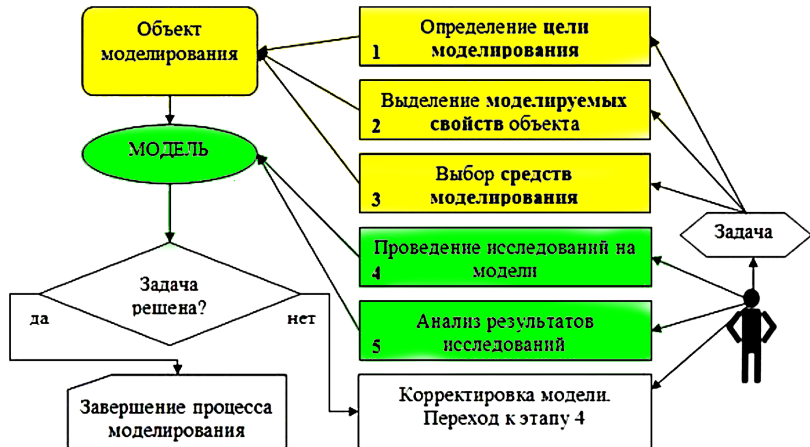 Объект
моделирования
Определение цели
1 моделирования
Выделение моделируемых
2 свойств объекта
МОДЕЛЬ
Выбор средств
3 моделирования
Задача
Проведение исследований на
4 модели
Задача
решена?
да
нет
Анализ результатов
5 исследований
Завершение процесса
моделирования
Корректировка модели.
Переход к этапу 4